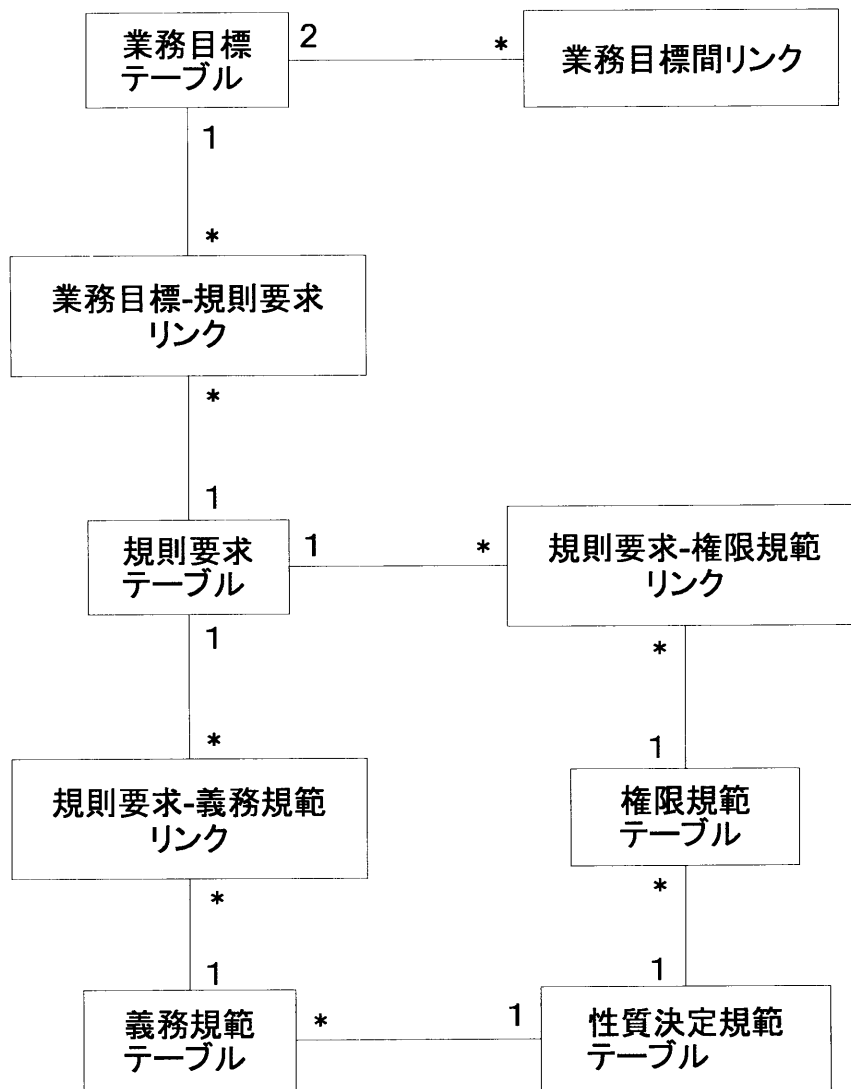 業務目標
テーブル
2
*
業務目標間リンク
1
*
業務目標-規則要求
リンク
*
1
規則要求
テーブル
1
*
規則要求-権限規範
リンク
1
*
*
1
規則要求-義務規範
リンク
権限規範
テーブル
*
*
1
1
義務規範
テーブル
*
1
性質決定規範
テーブル